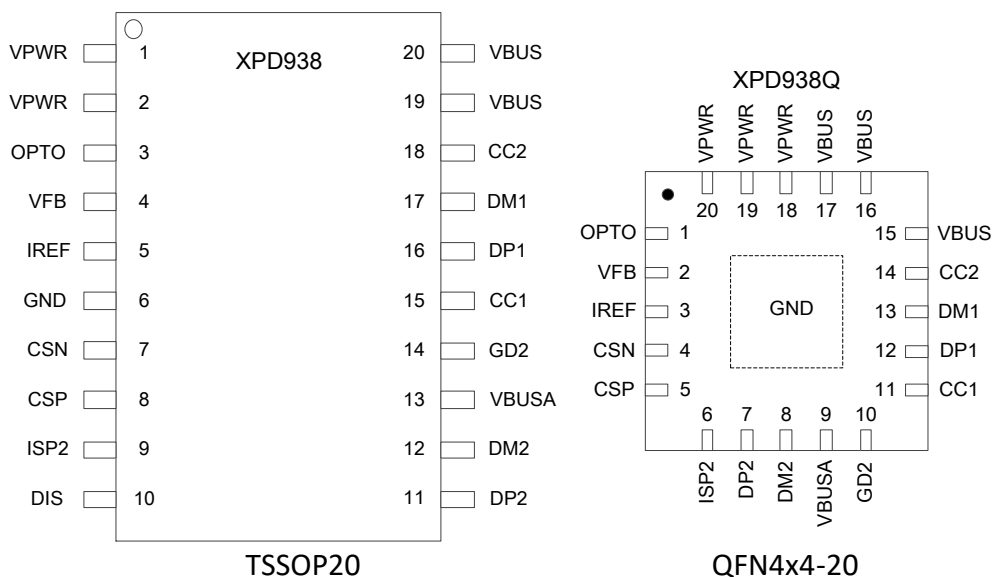 XPD938
VPWR 1 20 VBUS
VPWR 2 19 VBUS
OPTO 3 18 CC2
VFB 4 17 DM1
IREF 5 16 DP1
GND 6 15 CC1
CSN 7 14 GD2
CSP 8 13 VBUSA
ISP2 9 12 DM2
DIS 10 11 DP2
TSSOP20
XPD938Q
VPWR VPWR VPWR VBUS VBUS
20 19 18 17 16
OPTO 1 15 VBUS
VFB 2 14 CC2
IREF 3 GND 13 DM1
CSN 4 12 DP1
CSP 5 11 CC1
6 7 8 9 10
ISP2 DP2 DM2 VBUSA GD2
QFN4x4-20